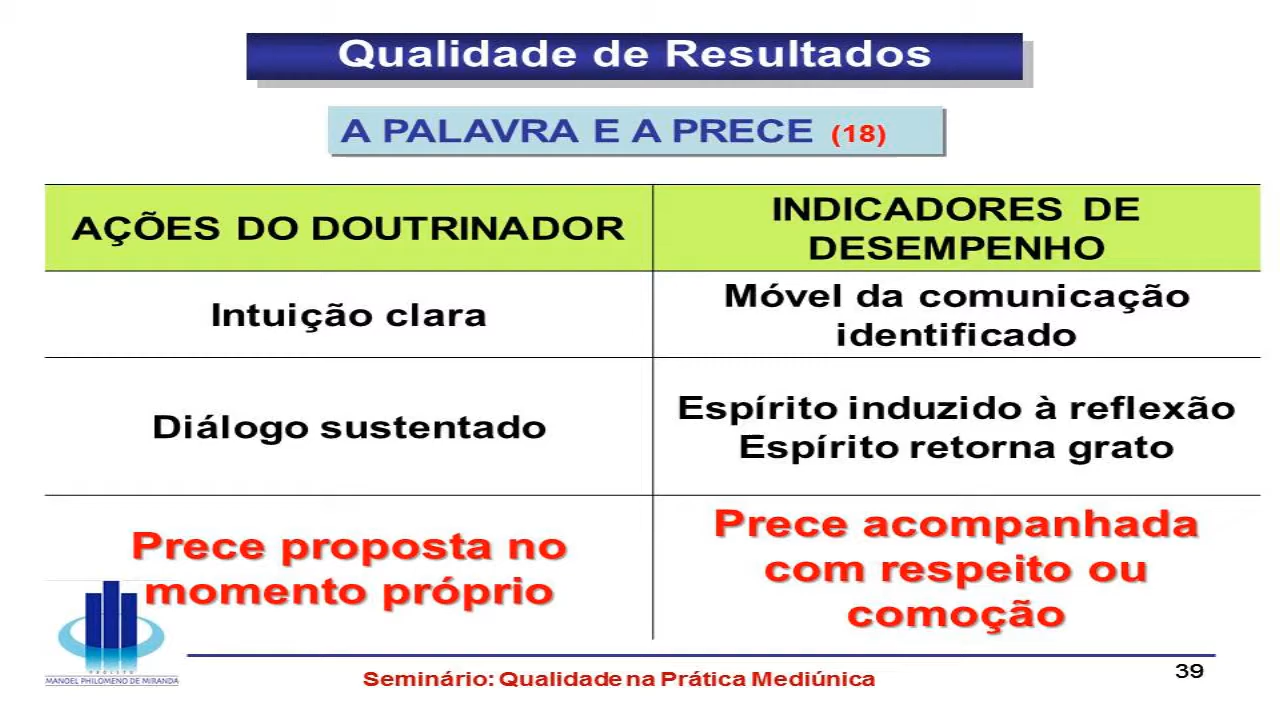 Qualidade de Resultados
A PALAVRA E A PRECE (18)
AÇÕES DO DOUTRINADOR
INDICADORES DE
DESEMPENHO
Intuição clara
Móvel da comunicação
identificado
Diálogo sustentado
Espírito induzido à reflexão
Espírito retorna grato
Prece proposta no
momento próprio
Prece acompanhada
com respeito ou
comoção
PROJETO
MANOEL PHILOMENO DE MIRANDA
Seminário: Qualidade na Prática Mediúnica
39